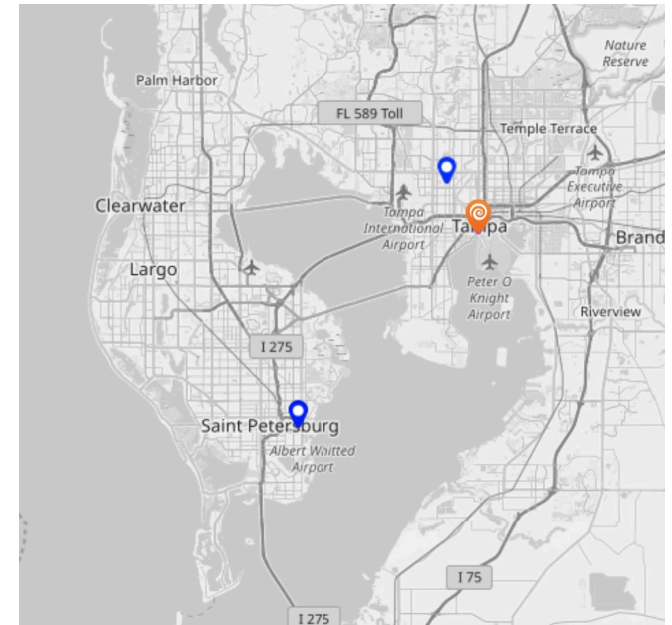 Nature
Reserve
Palm Harbor
FL 589 Toll
Temple Terrace
Tampa
Executive
Airport
Clearwater
Tampa
International
Airport
Tampa
Brand
Largo
Peter O
Knight
Airport
Riverview
I 275
Saint Petersburg
Albert Whitted
Airport
I 75
I 275